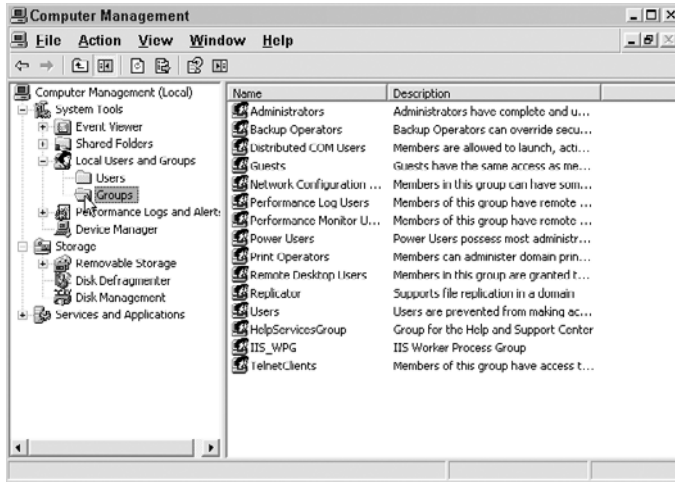 Computer Management
File Action View Window Help
Computer Management (Local)
System Tools
Event Viewer
Shared Folders
Local Users and Groups
Users
Groups
Performance Logs and Alert
Device Manager
Storage
Removable Storage
Disk Defragmenter
Disk Management
Services and Applications
Name Description
Administrators Administrators have complete and u...
Backup Operators Backup Operators can override secu...
Distributed COM Users Members are allowed to launch, acti...
Guests Guests have the same access as me...
Network Configuration ... Members in this group can have som...
Performance Log Users Members of this group have remote ...
Performance Monitor U... Members of this group have remote ...
Power Users Power Users possess most administr...
Print Operators Members can administer domain prin...
Remote Desktop Users Members in this group are granted t...
Replicator Supports file replication in a domain
Users Users are prevented from making ac...
HelpServicesGroup Group for the Help and Support Center
IIS_WPG IIS Worker Process Group
TelnetClients Members of this group have access t...